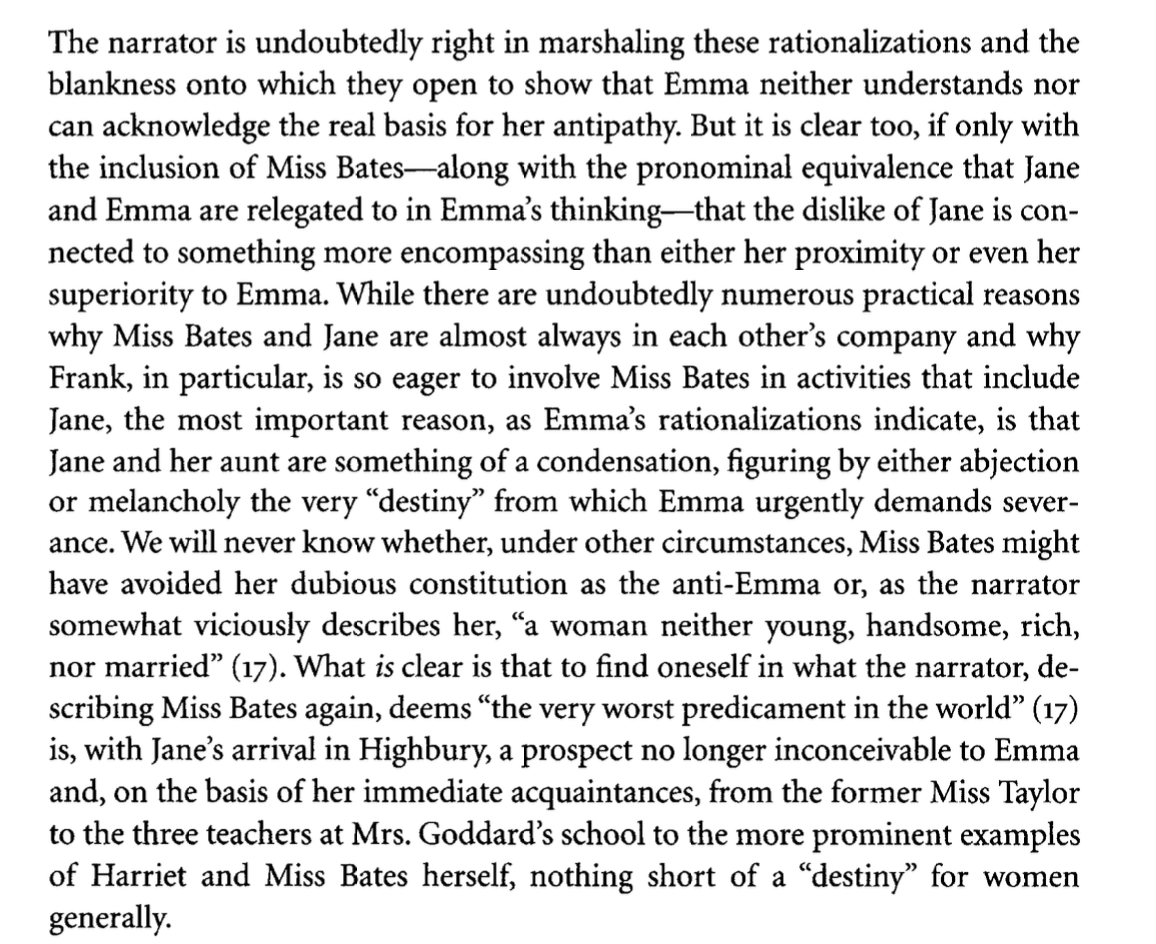 The narrator is undoubtedly right in marshaling these rationalizations and the
blankness onto which they open to show that Emma neither understands nor
can acknowledge the real basis for her antipathy. But it is clear too, if only with
the inclusion of Miss Bates—along with the pronominal equivalence that Jane
and Emma are relegated to in Emma’s thinking—that the dislike of Jane is con-
nected to something more encompassing than either her proximity or even her
superiority to Emma. While there are undoubtedly numerous practical reasons
why Miss Bates and Jane are almost always in each other’s company and why
Frank, in particular, is so eager to involve Miss Bates in activities that include
Jane, the most important reason, as Emma’s rationalizations indicate, is that
Jane and her aunt are something of a condensation, figuring by either abjection
or melancholy the very “destiny” from which Emma urgently demands sever-
ance. We will never know whether, under other circumstances, Miss Bates might
have avoided her dubious constitution as the anti-Emma or, as the narrator
somewhat viciously describes her, “a woman neither young, handsome, rich,
nor married” (17). What is clear is that to find oneself in what the narrator, de-
scribing Miss Bates again, deems “the very worst predicament in the world” (17)
is, with Jane’s arrival in Highbury, a prospect no longer inconceivable to Emma
and, on the basis of her immediate acquaintances, from the former Miss Taylor
to the three teachers at Mrs. Goddard’s school to the more prominent examples
of Harriet and Miss Bates herself, nothing short of a “destiny” for women
generally.